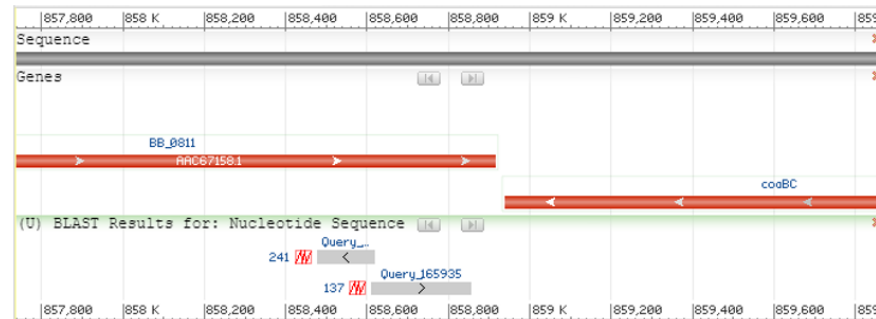 857,800 858 K 858,200 858,400 858,600 858,800 859 K 859,200 859,400 859,600 859
Sequence
Genes
BB_0811
AAC67158.1
coaBC
(U) BLAST Results for: Nucleotide Sequence
Query_…
241
Query_165935
137
857,800 858 K 858,200 858,400 858,600 858,800 859 K 859,200 859,400 859,600 859